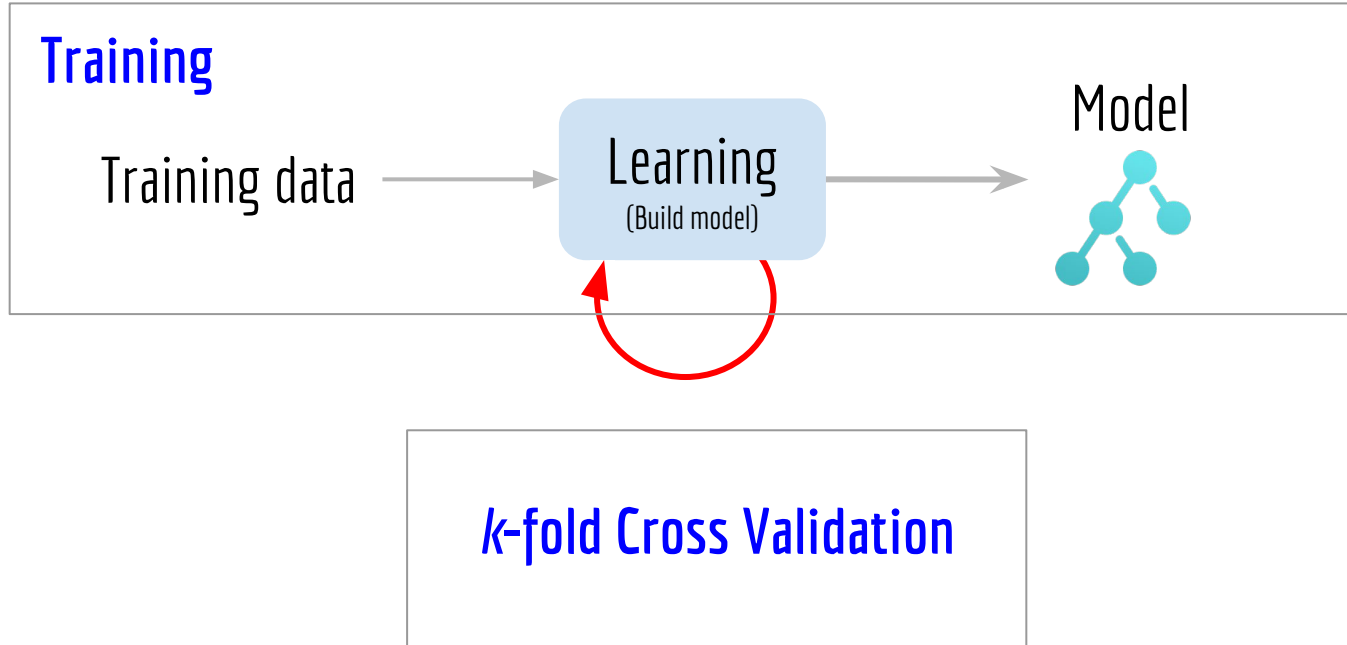 Training
Training data
Learning
(Build model)
Model
k-fold Cross Validation